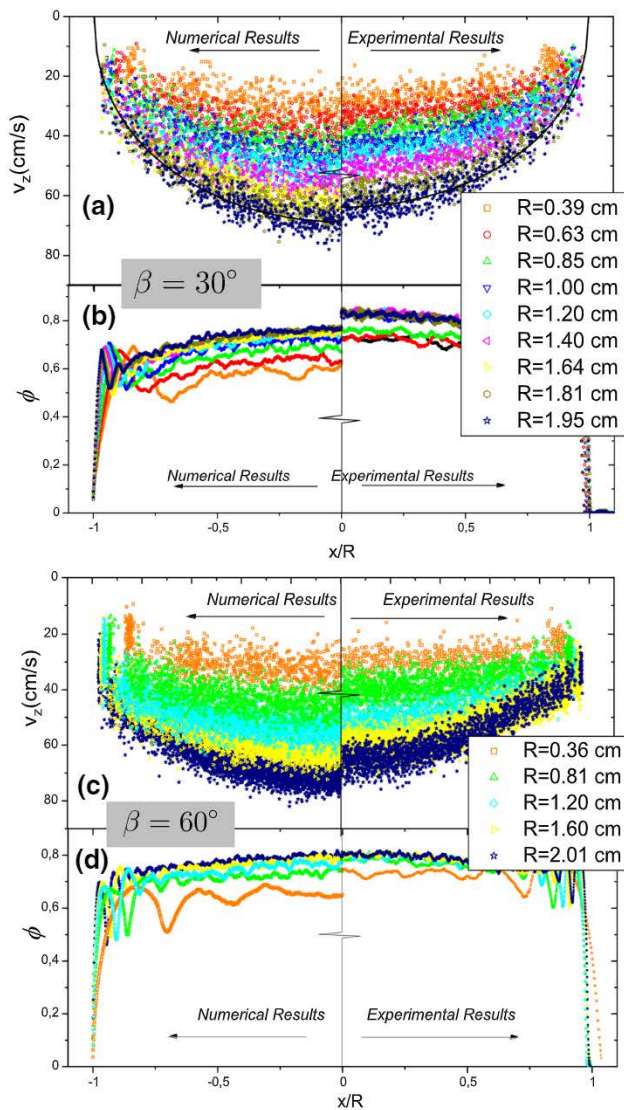 0
20
40
60
80
v_z(cm/s)
Numerical Results
Experimental Results
(a)
R=0.39 cm
R=0.63 cm
R=0.85 cm
R=1.00 cm
R=1.20 cm
R=1.40 cm
R=1.64 cm
R=1.81 cm
R=1.95 cm
β = 30°
(b)
0,8
0,6
0,4
0,2
0
ϕ
Numerical Results
Experimental Results
-1
-0,5
0
0,5
1
x/R
0
20
40
60
80
v_z(cm/s)
Numerical Results
Experimental Results
(c)
R=0.36 cm
R=0.81 cm
R=1.20 cm
R=1.60 cm
R=2.01 cm
β = 60°
(d)
0,8
0,6
0,4
0,2
0
ϕ
Numerical Results
Experimental Results
-1
-0,5
0
0,5
1
x/R